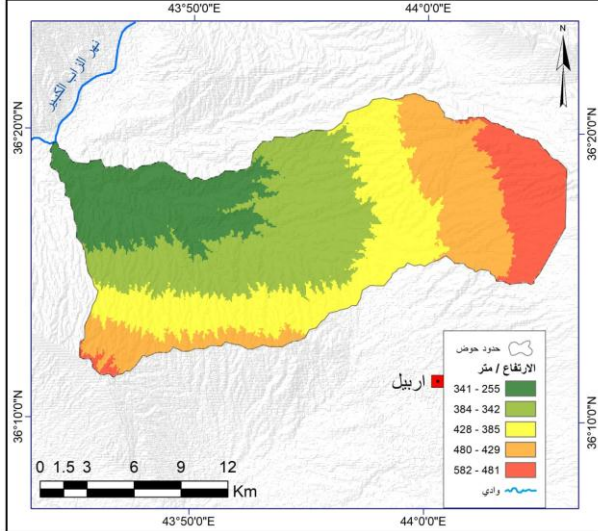 43°50'0"E
44°0'0"E
N
نهر الزاب الكبير
36°20'0"N
36°20'0"N
حدود حوض
الارتفاع / متر
341 - 255
384 - 342
428 - 385
480 - 429
582 - 481
وادي
اربيل
36°10'0"N
36°10'0"N
0 1.5 3 6 9 12
Km
43°50'0"E
44°0'0"E